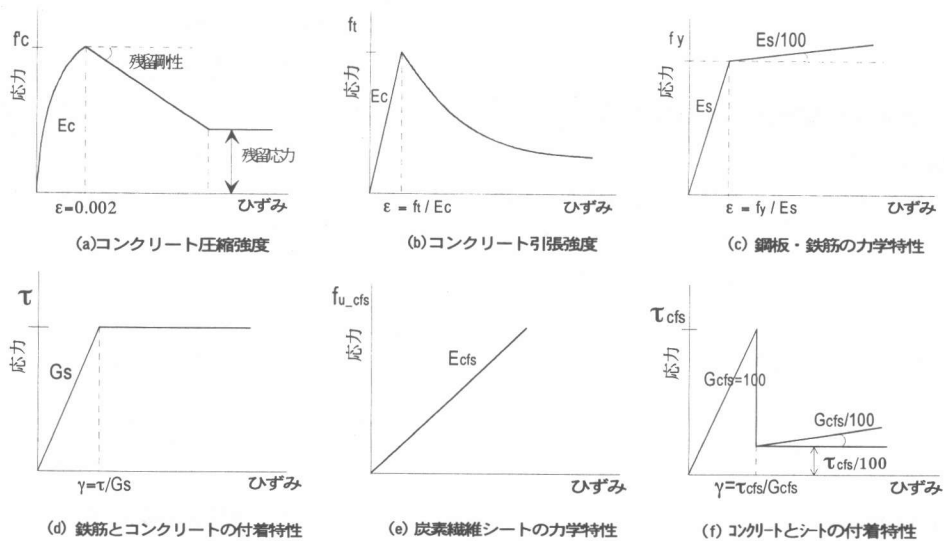 f'c
応力
Ec
残留剛性
残留応力
ε=0.002
ひずみ
(a)コンクリート圧縮強度
ft
応力
Ec
ε = ft / Ec
ひずみ
(b)コンクリート引張強度
fy
応力
Es
Es/100
ε = fy / Es
ひずみ
(c) 鋼板・鉄筋の力学特性
τ
応力
Gs
γ=τ/Gs
ひずみ
(d) 鉄筋とコンクリートの付着特性
fu_cfs
応力
Ecfs
ひずみ
(e) 炭素繊維シートの力学特性
τcfs
応力
Gcfs=100
Gcfs/100
τcfs/100
γ=τcfs/Gcfs
ひずみ
(f) コンクリートとシートの付着特性